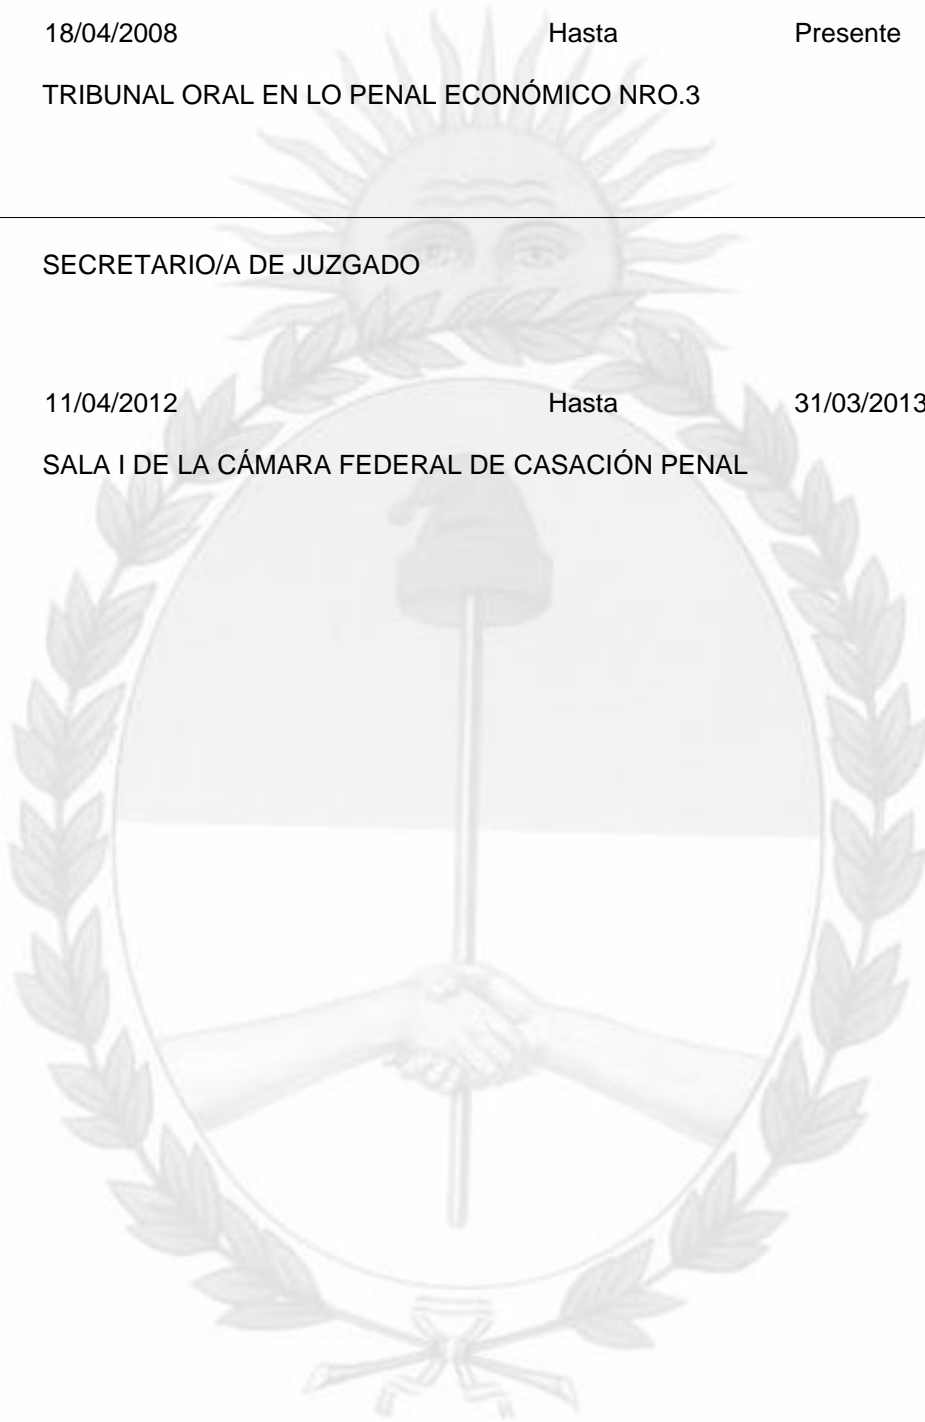 18/04/2008 Hasta Presente
TRIBUNAL ORAL EN LO PENAL ECONÓMICO NRO.3
SECRETARIO/A DE JUZGADO
11/04/2012 Hasta 31/03/2013
SALA I DE LA CÁMARA FEDERAL DE CASACIÓN PENAL